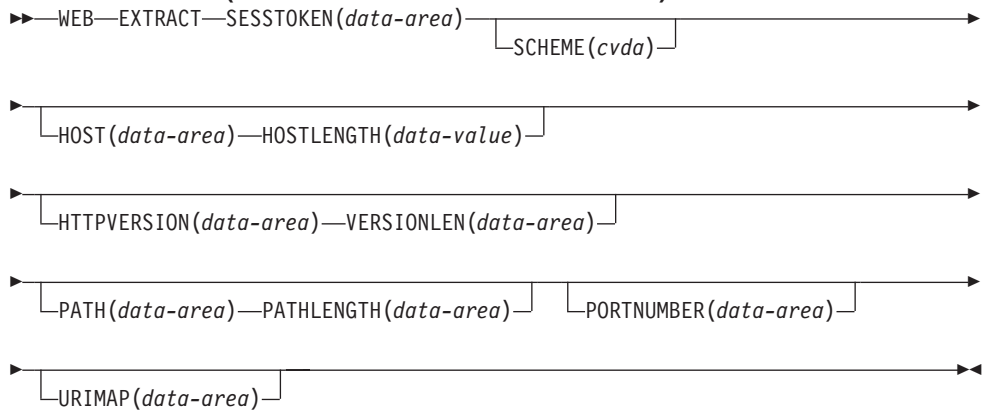 WEB EXTRACT SESSTOKEN(data-area)
SCHEME(cvda)
HOST(data-area) HOSTLENGTH(data-value)
HTTPVERSION(data-area) VERSIONLEN(data-area)
PATH(data-area) PATHLENGTH(data-area) PORTNUMBER(data-area)
URIMAP(data-area)